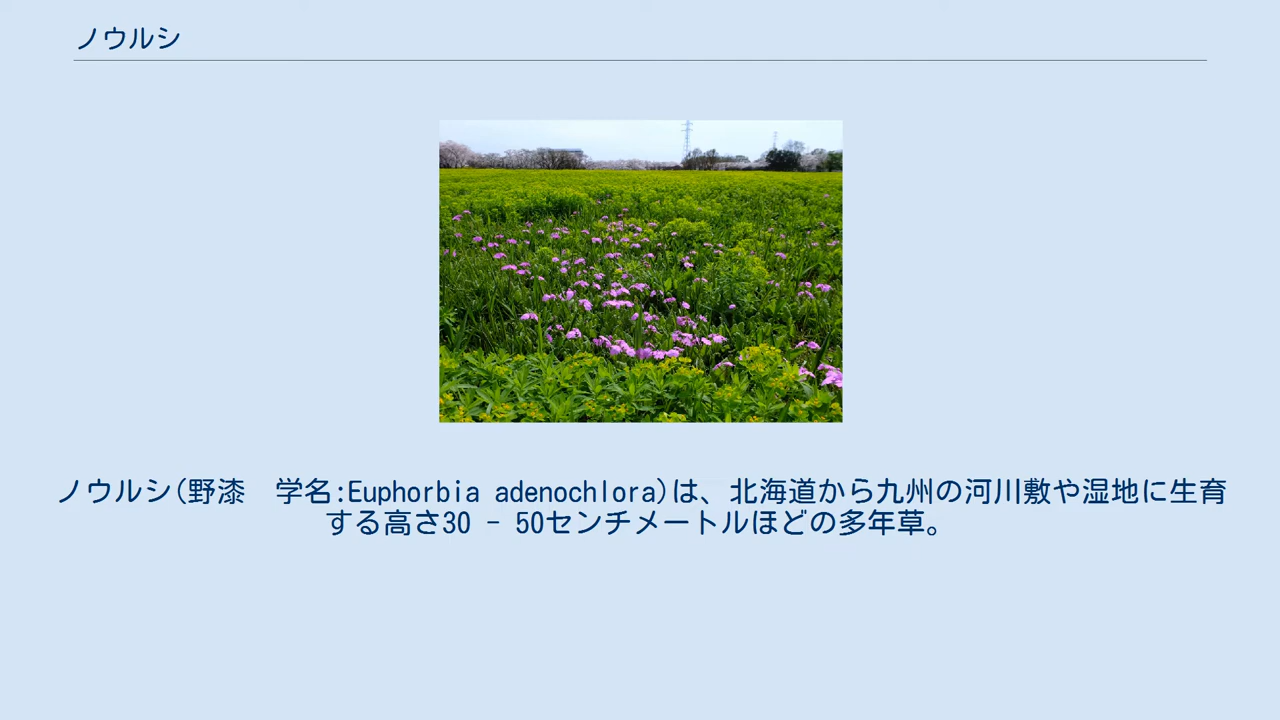 ノウルシ
ノウルシ(野漆　学名:Euphorbia adenochlora)は、北海道から九州の河川敷や湿地に生育
する高さ30 - 50センチメートルほどの多年草。